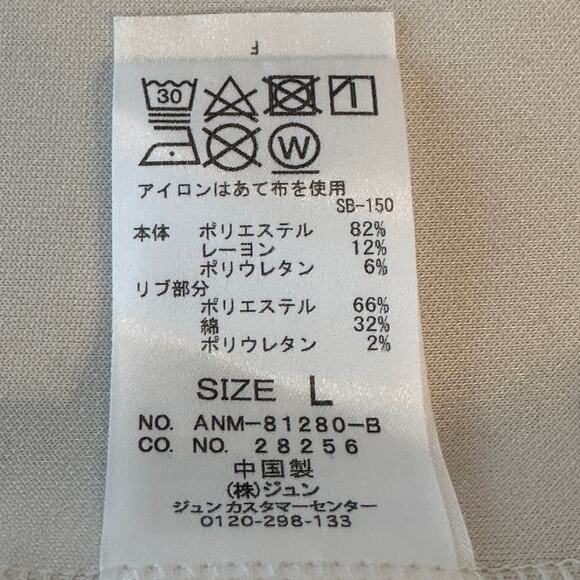 30
W
アイロンはあて布を使用
SB-150
本体 ポリエステル 82%
レーヨン 12%
ポリウレタン 6%
リブ部分
ポリエステル 66%
綿 32%
ポリウレタン 2%
SIZE L
NO. ANM-81280-B
CO. NO. 28256
中国製
(株)ジュン
ジュンカスタマーセンター
0120-298-133